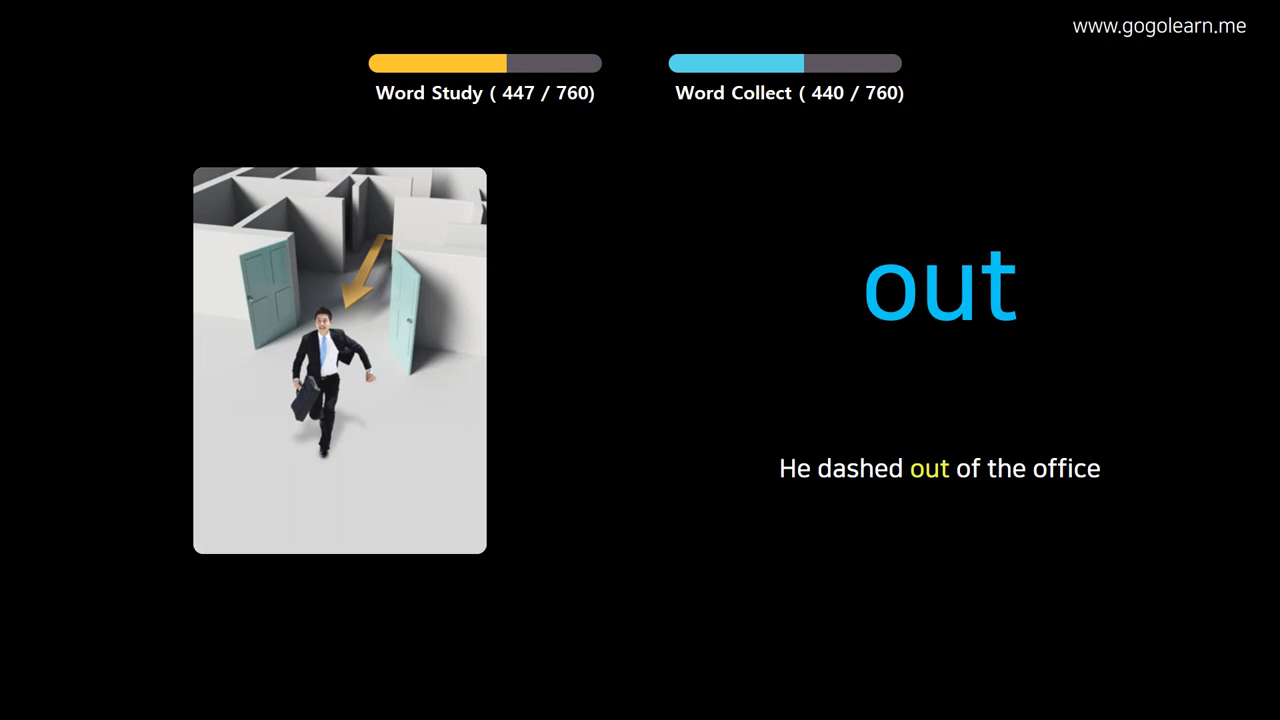 www.gogolearn.me
Word Study ( 447 / 760)
Word Collect ( 440 / 760)
out
He dashed out of the office